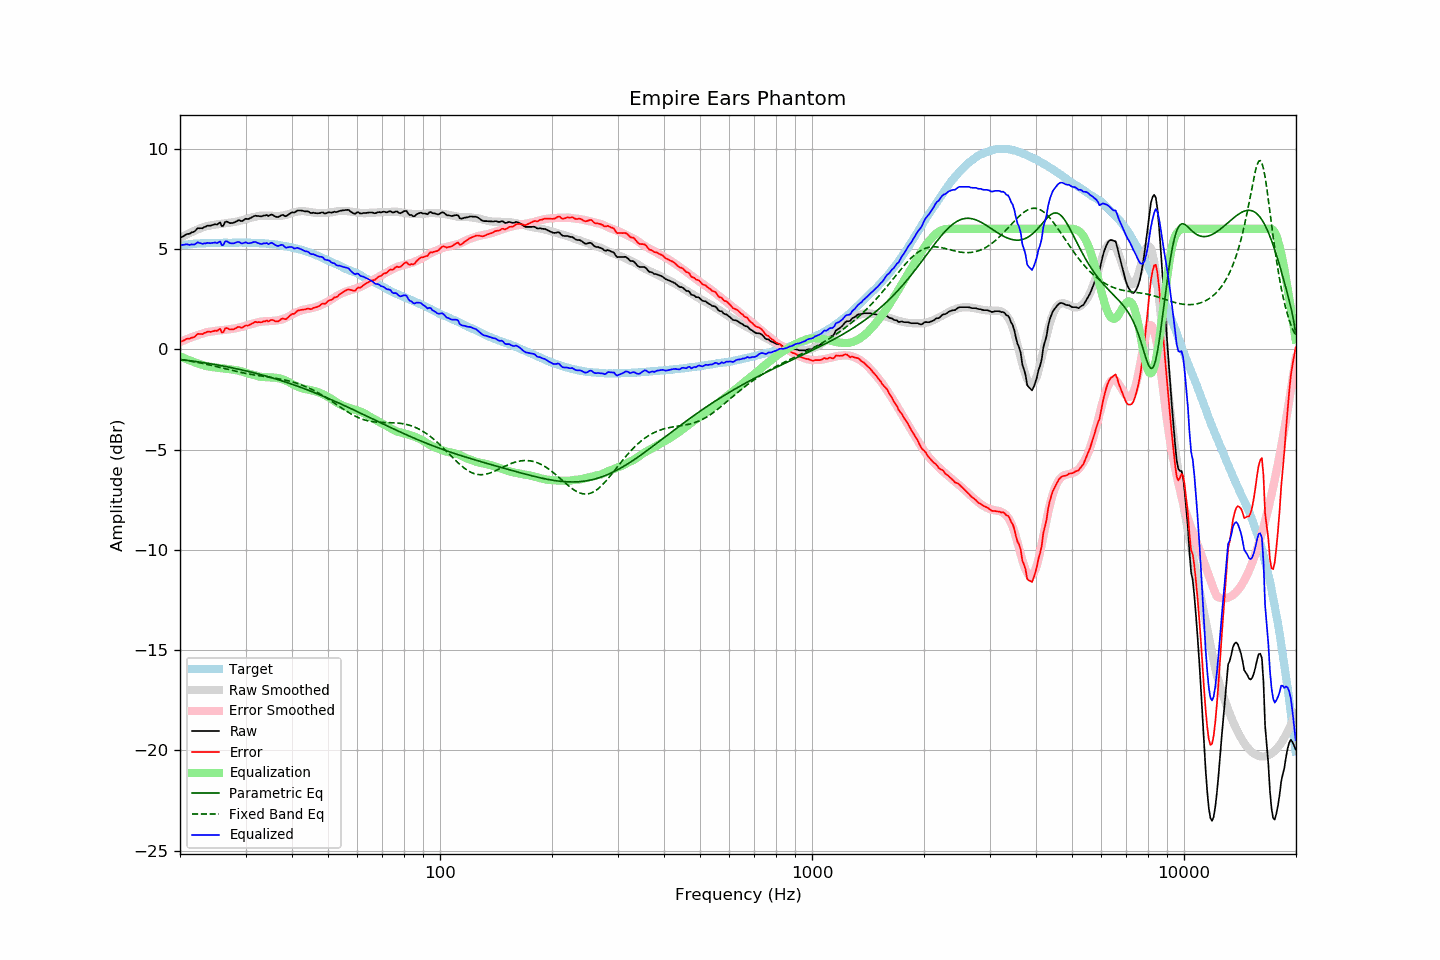 Empire Ears Phantom
Amplitude (dBr)
10
5
0
−5
−10
−15
−20
−25
Target
Raw Smoothed
Error Smoothed
Raw
Error
Equalization
Parametric Eq
Fixed Band Eq
Equalized
100
1000
10000
Frequency (Hz)